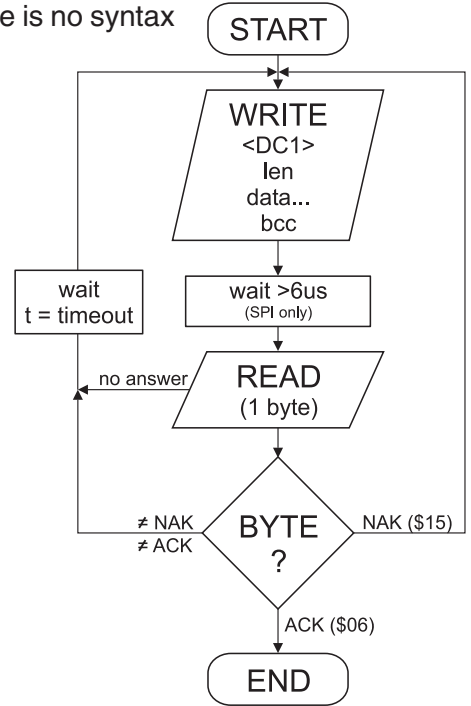 e is no syntax
START
WRITE
<DC1>
len
data...
bcc
wait
t = timeout
wait >6us
(SPI only)
no answer
READ
(1 byte)
≠ NAK
≠ ACK
BYTE
?
NAK ($15)
ACK ($06)
END